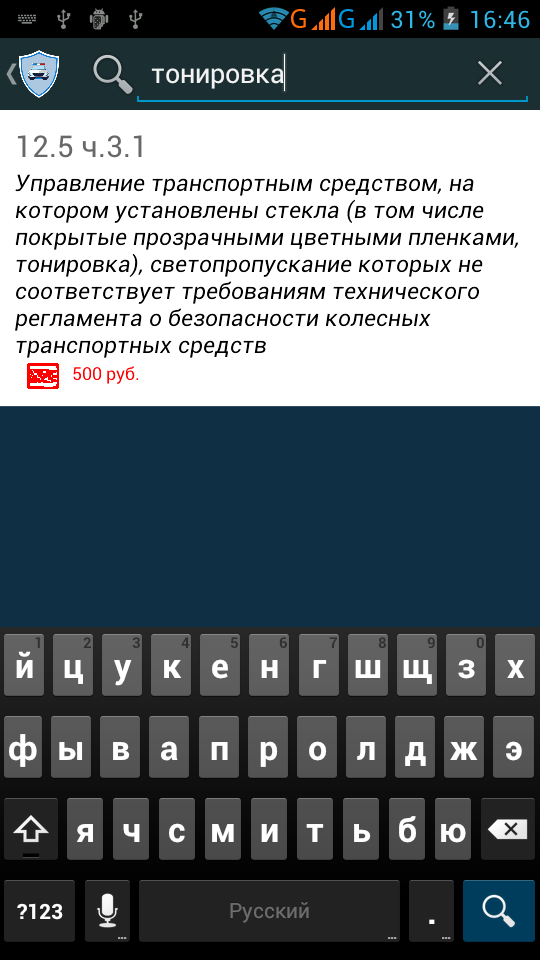 G G 31% 16:46
тонировка
12.5 ч.3.1
Управление транспортным средством, на
котором установлены стекла (в том числе
покрытые прозрачными цветными пленками,
тонировка), светопропускание которых не
соответствует требованиям технического
регламента о безопасности колесных
транспортных средств
500 руб.
1 2 3 4 5 6 7 8 9 0
й ц у к е н г ш щ з х
ф ы в а п р о л д ж э
я ч с м и т ь б ю
?123 ... Русский ... . ...